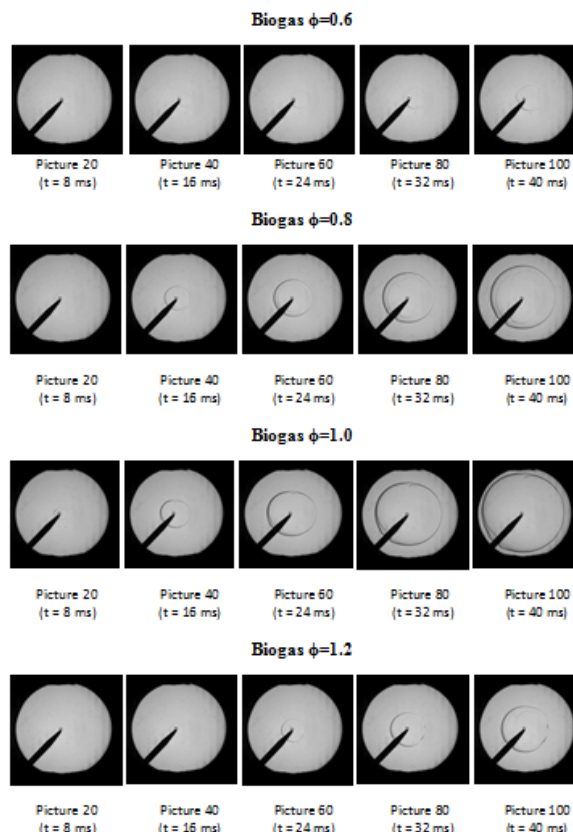 Biogas ϕ=0.6
Picture 20 Picture 40 Picture 60 Picture 80 Picture 100
(t = 8 ms) (t = 16 ms) (t = 24 ms) (t = 32 ms) (t = 40 ms)
Biogas ϕ=0.8
Picture 20 Picture 40 Picture 60 Picture 80 Picture 100
(t = 8 ms) (t = 16 ms) (t = 24 ms) (t = 32 ms) (t = 40 ms)
Biogas ϕ=1.0
Picture 20 Picture 40 Picture 60 Picture 80 Picture 100
(t = 8 ms) (t = 16 ms) (t = 24 ms) (t = 32 ms) (t = 40 ms)
Biogas ϕ=1.2
Picture 20 Picture 40 Picture 60 Picture 80 Picture 100
(t = 8 ms) (t = 16 ms) (t = 24 ms) (t = 32 ms) (t = 40 ms)